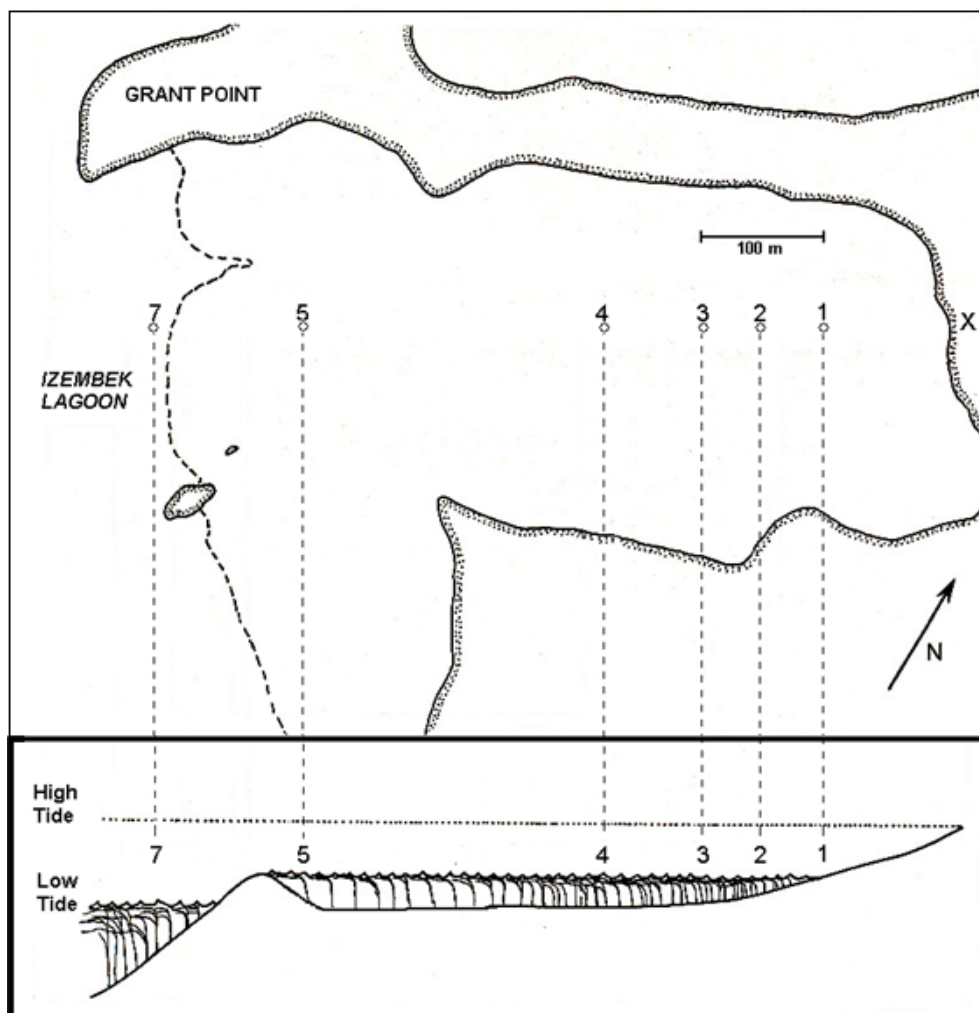 GRANT POINT
100 m
7 5 4 3 2 1
X
IZEMBEK
LAGOON
N
High
Tide
7 5 4 3 2 1
Low
Tide